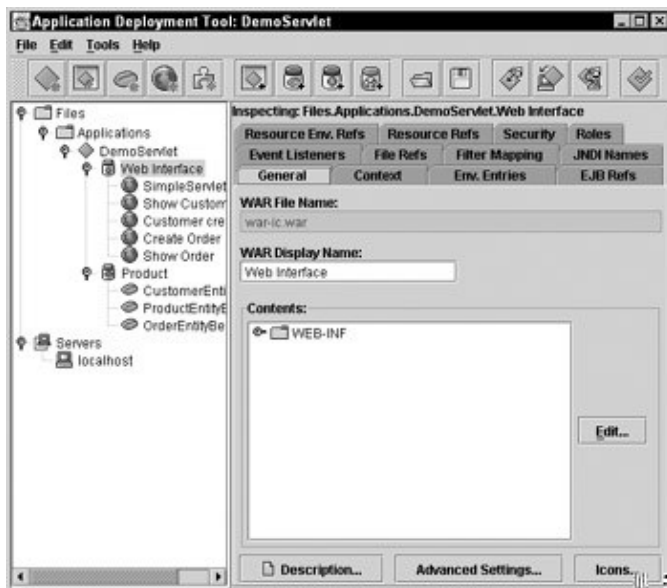 Application Deployment Tool: DemoServlet
File Edit Tools Help
Files
Applications
DemoServlet
Web Interface
SimpleServlet
Show Custom
Customer cre
Create Order
Show Order
Product
CustomerEnti
ProductEntityB
OrderEntityBe
Servers
localhost
Inspecting: Files.Applications.DemoServlet.Web Interface
Resource Env. Refs Resource Refs Security Roles
Event Listeners File Refs Filter Mapping JNDI Names
General Context Env. Entries EJB Refs
WAR File Name:
war-ic.war
WAR Display Name:
Web Interface
Contents:
WEB-INF
Edit...
Description... Advanced Settings... Icons...